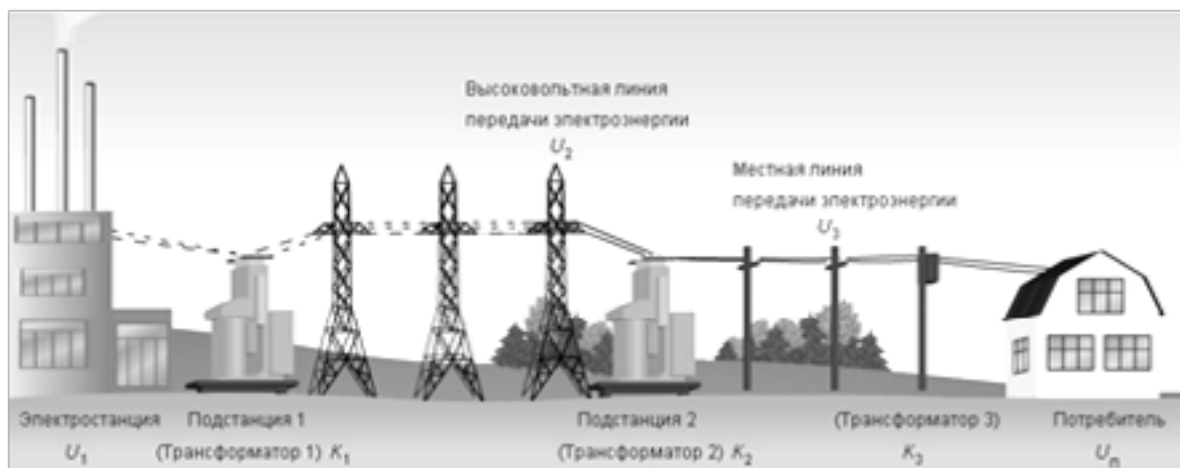 Высоковольтная линия
передачи электроэнергии
U₂
Местная линия
передачи электроэнергии
U₃
Электростанция
U₁
Подстанция 1
(Трансформатор 1) K₁
Подстанция 2
(Трансформатор 2) K₂
(Трансформатор 3)
K₃
Потребитель
Uₙ